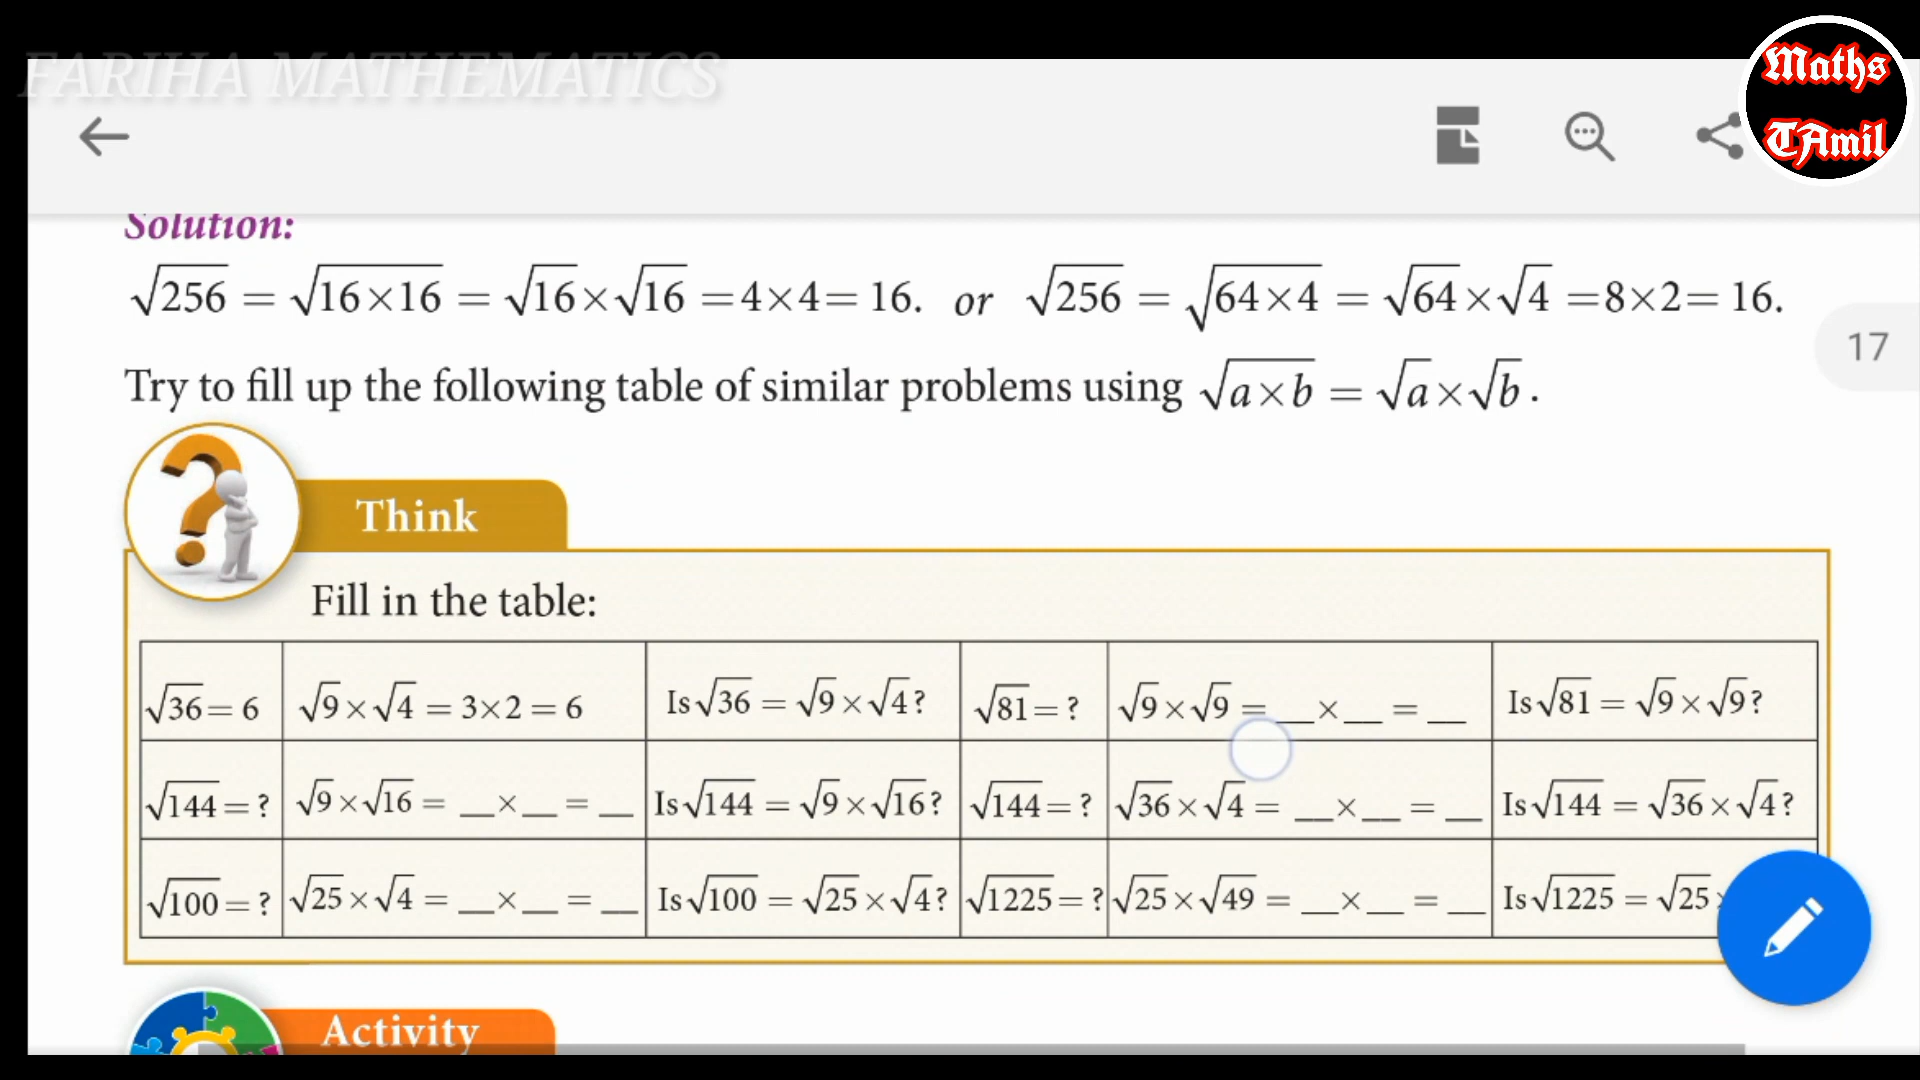 FARIHA MATHEMATICS
Maths
TAmil
Solution:
√256 = √16×16 = √16×√16 =4×4= 16. or √256 = √64×4 = √64×√4 =8×2= 16.
17
Try to fill up the following table of similar problems using √a×b = √a×√b.
Think
Fill in the table:
√36= 6 √9×√4 = 3×2 = 6 Is √36 = √9×√4? √81= ? √9×√9 = __×__ = __ Is √81 = √9×√9?
√144= ? √9×√16 = __×__ = __ Is √144 = √9×√16? √144= ? √36×√4 = __×__ = __ Is √144 = √36×√4?
√100= ? √25×√4 = __×__ = __ Is √100 = √25×√4? √1225= ? √25×√49 = __×__ = __ Is √1225 = √25×
Activity